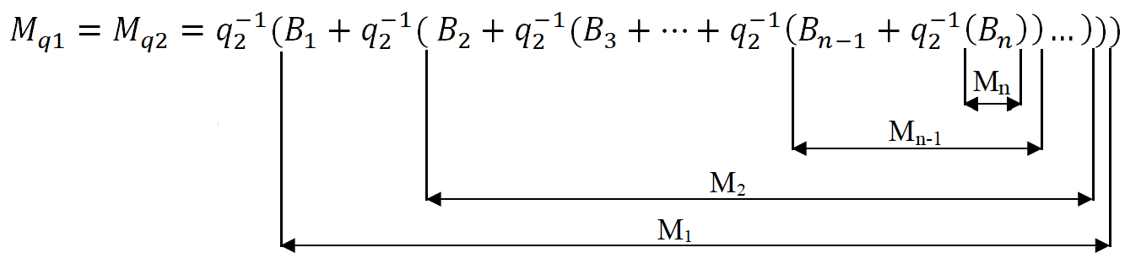 M_{q1} = M_{q2} = q_2^{-1}(B_1 + q_2^{-1}( B_2 + q_2^{-1}(B_3 + ⋯ + q_2^{-1}(B_{n-1} + q_2^{-1}(B_n)) … )))
M_n
M_{n-1}
M_2
M_1